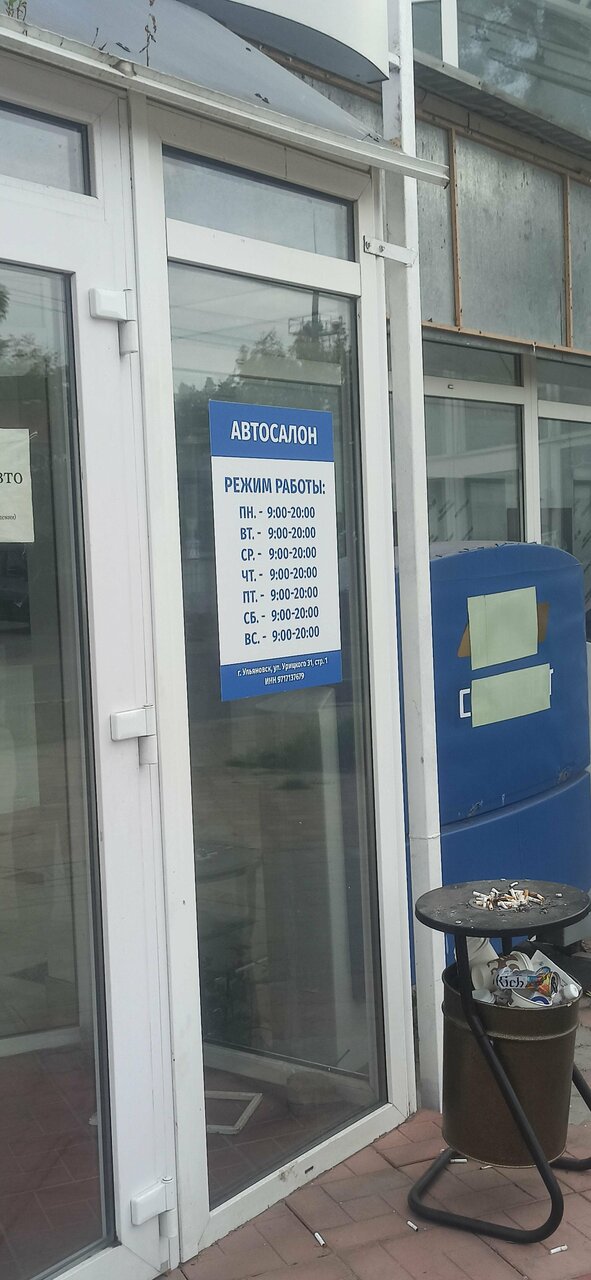 АВТОСАЛОН
РЕЖИМ РАБОТЫ:
ПН. - 9:00-20:00
ВТ. - 9:00-20:00
СР. - 9:00-20:00
ЧТ. - 9:00-20:00
ПТ. - 9:00-20:00
СБ. - 9:00-20:00
ВС. - 9:00-20:00
г. Ульяновск, ул. Урицкого 31, стр. 1
ИНН 9717137679